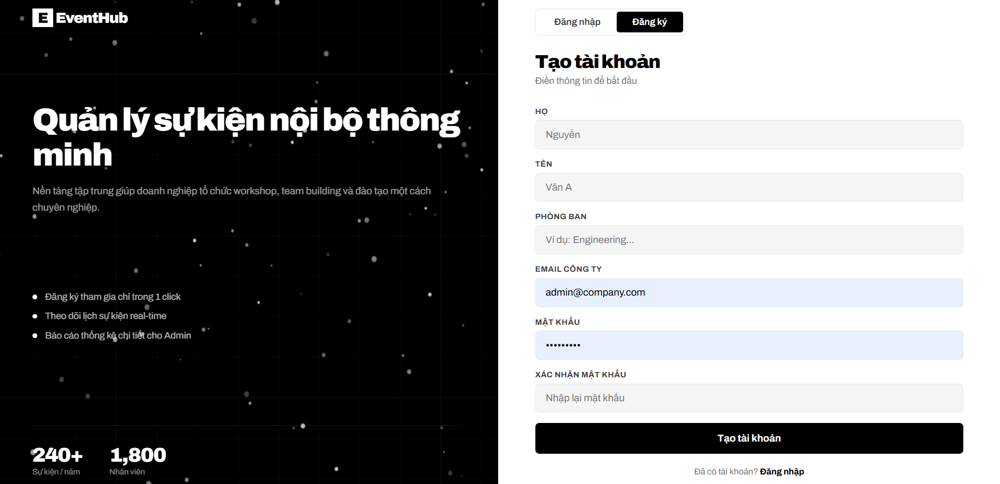 E EventHub
Quản lý sự kiện nội bộ thông
minh
Nền tảng tập trung giúp doanh nghiệp tổ chức workshop, team building và đào tạo một cách
chuyên nghiệp.
Đăng ký tham gia chỉ trong 1 click
Theo dõi lịch sự kiện real-time
Báo cáo thống kê chi tiết cho Admin
240+
Sự kiện / năm
1,800
Nhân viên
Đăng nhập
Đăng ký
Tạo tài khoản
Điền thông tin để bắt đầu
HỌ
Nguyễn
TÊN
Văn A
PHÒNG BAN
Ví dụ: Engineering...
EMAIL CÔNG TY
admin@company.com
MẬT KHẨU
•••••••••
XÁC NHẬN MẬT KHẨU
Nhập lại mật khẩu
Tạo tài khoản
Đã có tài khoản? Đăng nhập